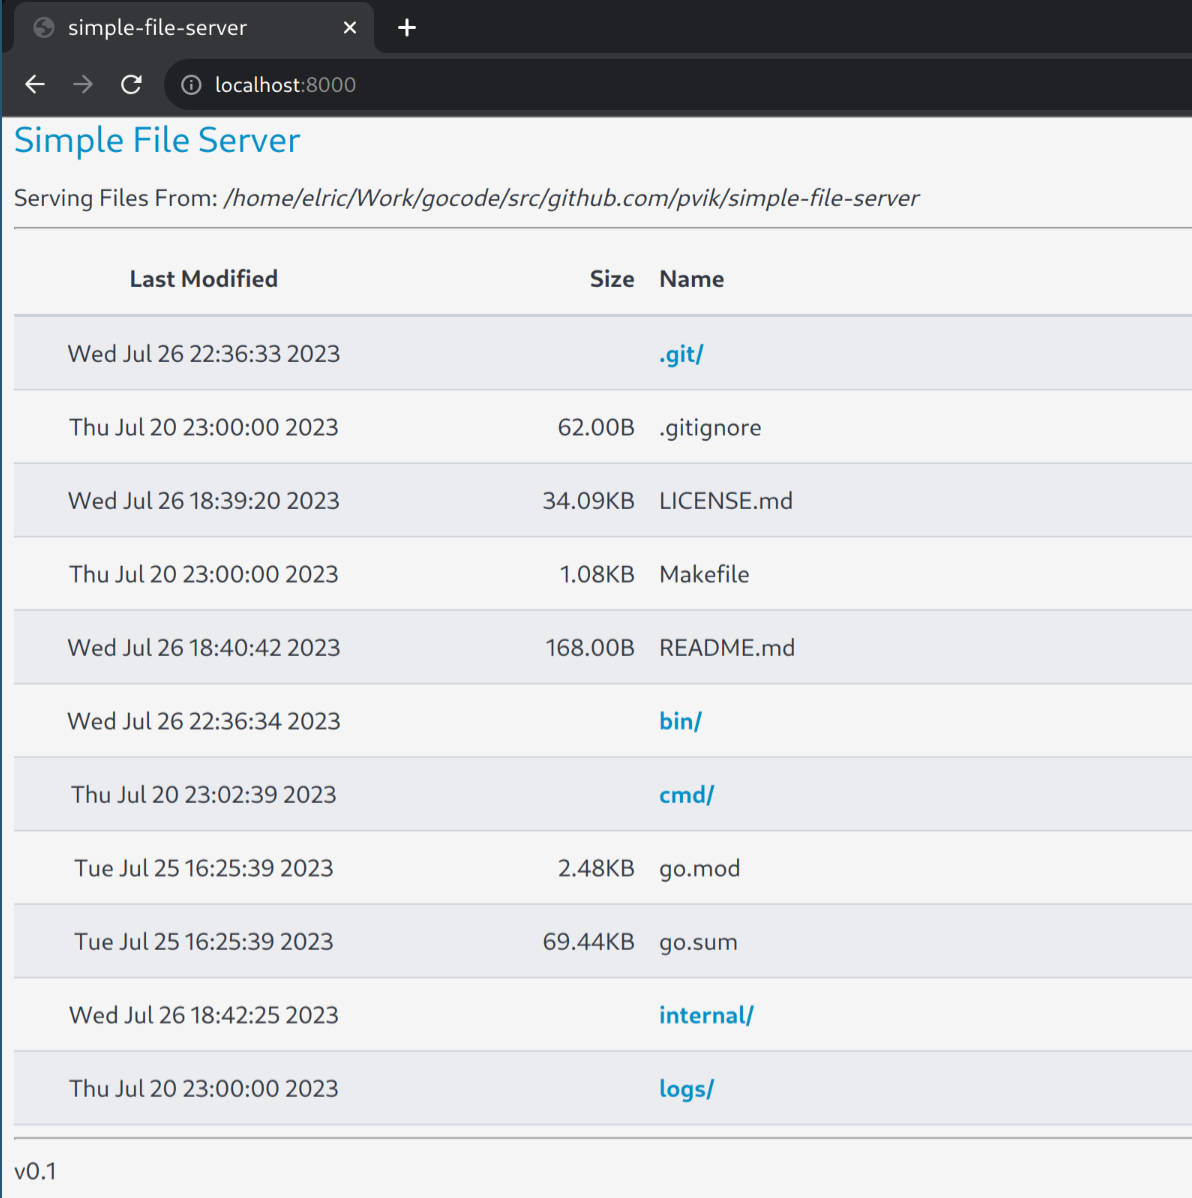 simple-file-server
localhost:8000
Simple File Server
Serving Files From: /home/elric/Work/gocode/src/github.com/pvik/simple-file-server
Last Modified Size Name
Wed Jul 26 22:36:33 2023 .git/
Thu Jul 20 23:00:00 2023 62.00B .gitignore
Wed Jul 26 18:39:20 2023 34.09KB LICENSE.md
Thu Jul 20 23:00:00 2023 1.08KB Makefile
Wed Jul 26 18:40:42 2023 168.00B README.md
Wed Jul 26 22:36:34 2023 bin/
Thu Jul 20 23:02:39 2023 cmd/
Tue Jul 25 16:25:39 2023 2.48KB go.mod
Tue Jul 25 16:25:39 2023 69.44KB go.sum
Wed Jul 26 18:42:25 2023 internal/
Thu Jul 20 23:00:00 2023 logs/
v0.1